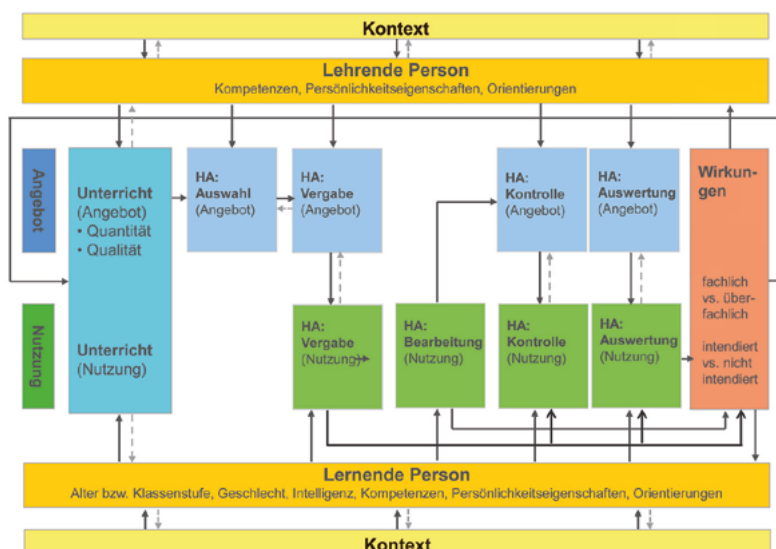 Kontext
Lehrende Person
Kompetenzen, Persönlichkeitseigenschaften, Orientierungen
Angebot
Unterricht
(Angebot)
• Quantität
• Qualität
HA:
Auswahl
(Angebot)
HA:
Vergabe
(Angebot)
HA:
Kontrolle
(Angebot)
HA:
Auswertung
(Angebot)
Wirkun-
gen
fachlich
vs. über-
fachlich
intendiert
vs. nicht
intendiert
Nutzung
Unterricht
(Nutzung)
HA:
Vergabe
(Nutzung)
HA:
Bearbeitung
(Nutzung)
HA:
Kontrolle
(Nutzung)
HA:
Auswertung
(Nutzung)
Lernende Person
Alter bzw. Klassenstufe, Geschlecht, Intelligenz, Kompetenzen, Persönlichkeitseigenschaften, Orientierungen
Kontext